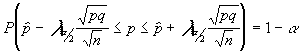 P(p̂ − λ_{α/2} √(pq)/√n ≤ p ≤ p̂ + λ_{α/2} √(pq)/√n) = 1 − α